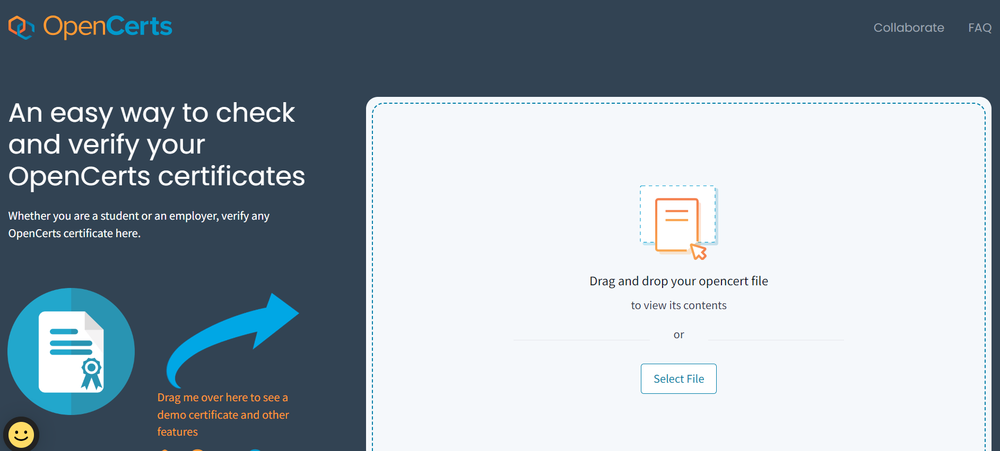 OpenCerts
Collaborate
FAQ
An easy way to check
and verify your
OpenCerts certificates
Whether you are a student or an employer, verify any
OpenCerts certificate here.
Drag me over here to see a
demo certificate and other
features
Drag and drop your opencert file
to view its contents
or
Select File